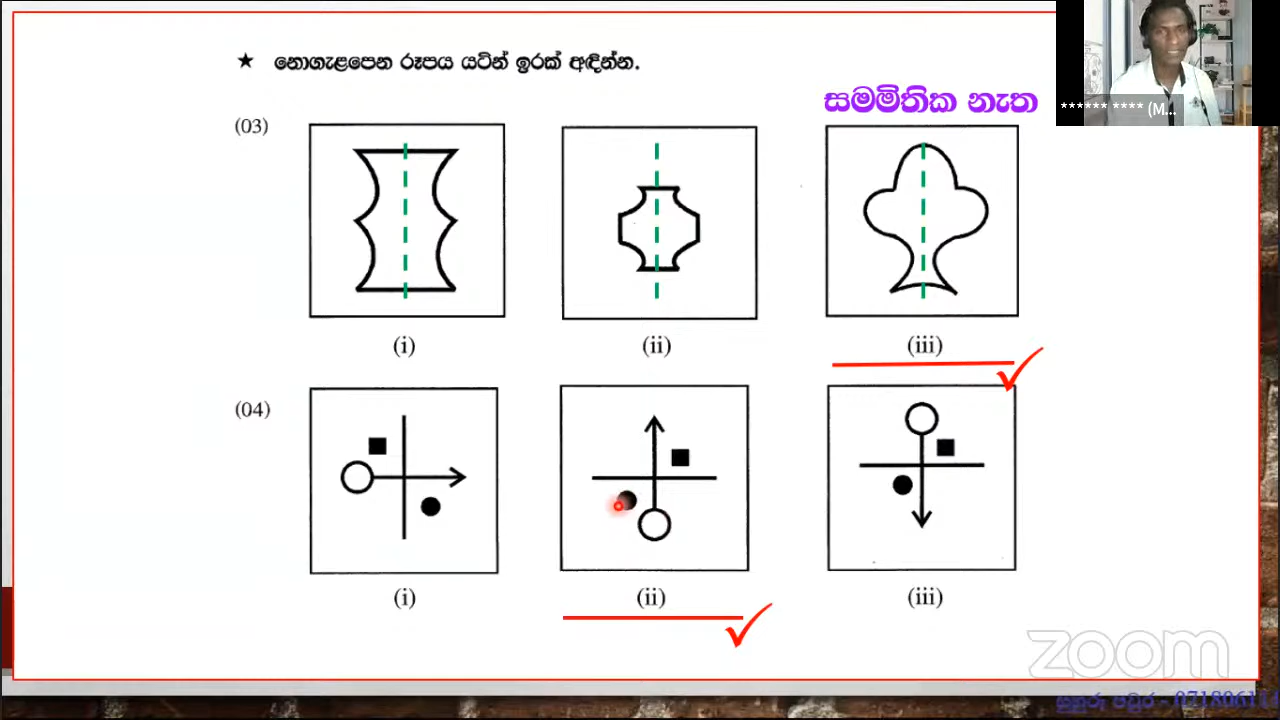 ★ නොගැළපෙන රූපය යටින් ඉරක් අඳින්න.
සමමිතික නැත
****** **** (M...
(03)
(i) (ii) (iii)
(04)
(i) (ii) (iii)
zoom